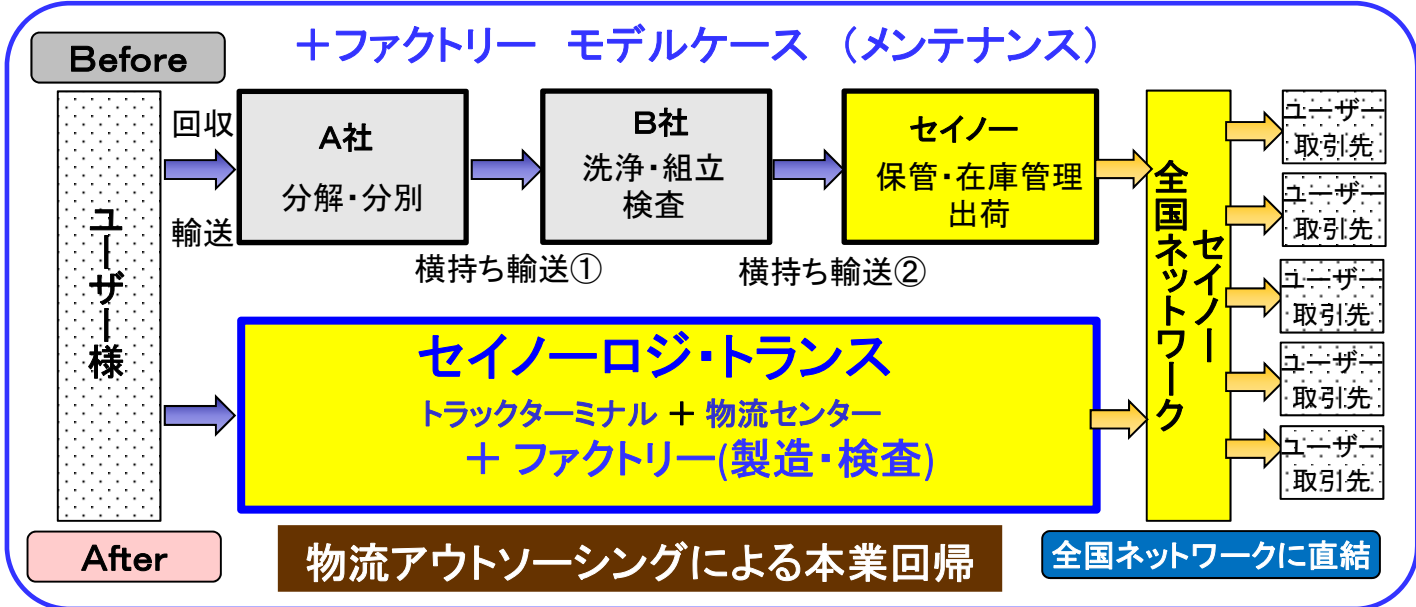 +ファクトリー モデルケース (メンテナンス)
Before
ユーザー様
回収
輸送
A社
分解・分別
横持ち輸送①
B社
洗浄・組立
検査
横持ち輸送②
セイノー
保管・在庫管理
出荷
セイノー
全国ネットワーク
ユーザー
取引先
ユーザー
取引先
ユーザー
取引先
ユーザー
取引先
ユーザー
取引先
セイノーロジ・トランス
トラックターミナル + 物流センター
+ ファクトリー(製造・検査)
After
物流アウトソーシングによる本業回帰
全国ネットワークに直結